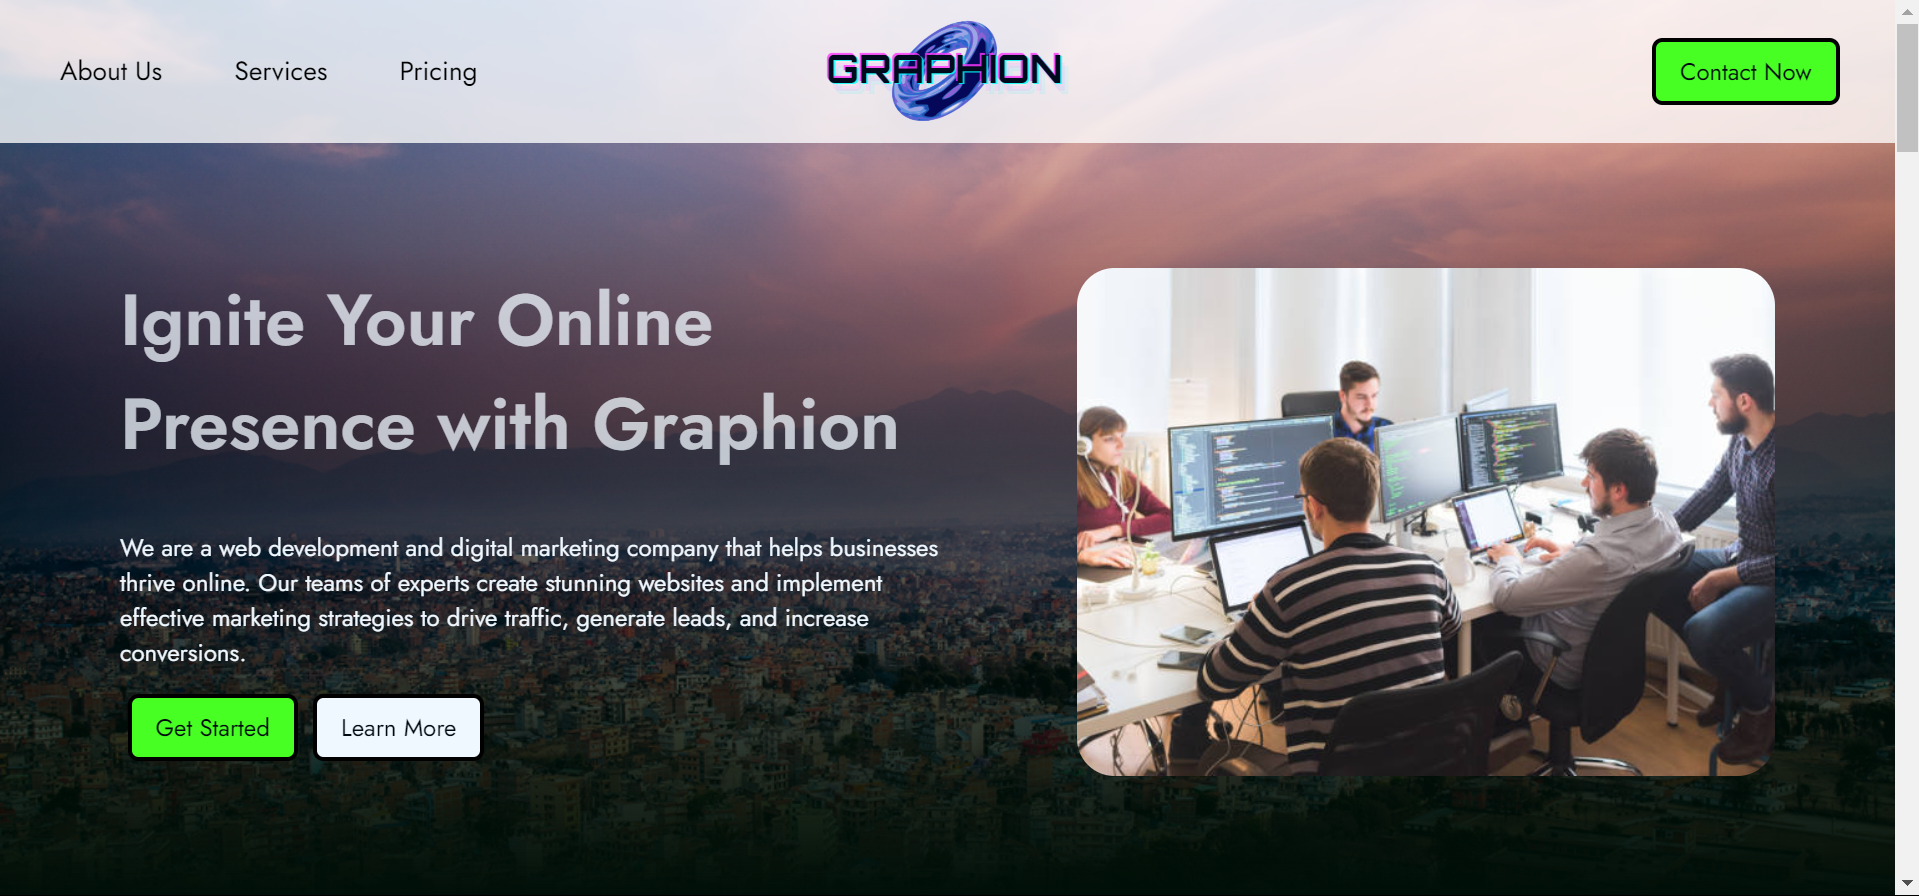 About Us
Services
Pricing
GRAPHION
Contact Now
Ignite Your Online
Presence with Graphion
We are a web development and digital marketing company that helps businesses
thrive online. Our teams of experts create stunning websites and implement
effective marketing strategies to drive traffic, generate leads, and increase
conversions.
Get Started
Learn More